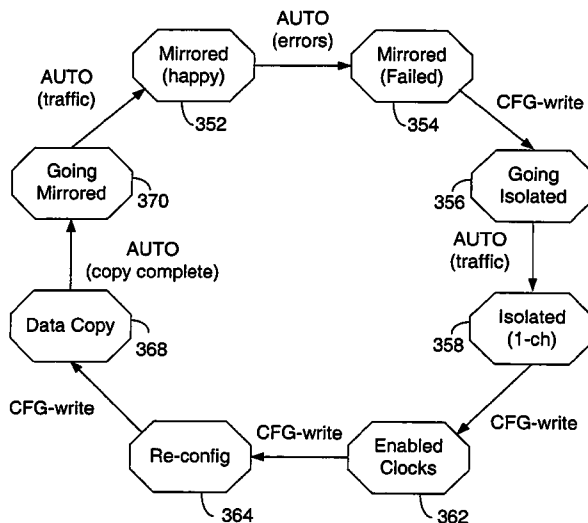 AUTO
(errors)
Mirrored
(happy)
352
Mirrored
(Failed)
354
AUTO
(traffic)
CFG-write
Going
Mirrored
370
356
Going
Isolated
AUTO
(copy complete)
AUTO
(traffic)
Data Copy
368
358
Isolated
(1-ch)
CFG-write
CFG-write
Re-config
364
CFG-write
Enabled
Clocks
362